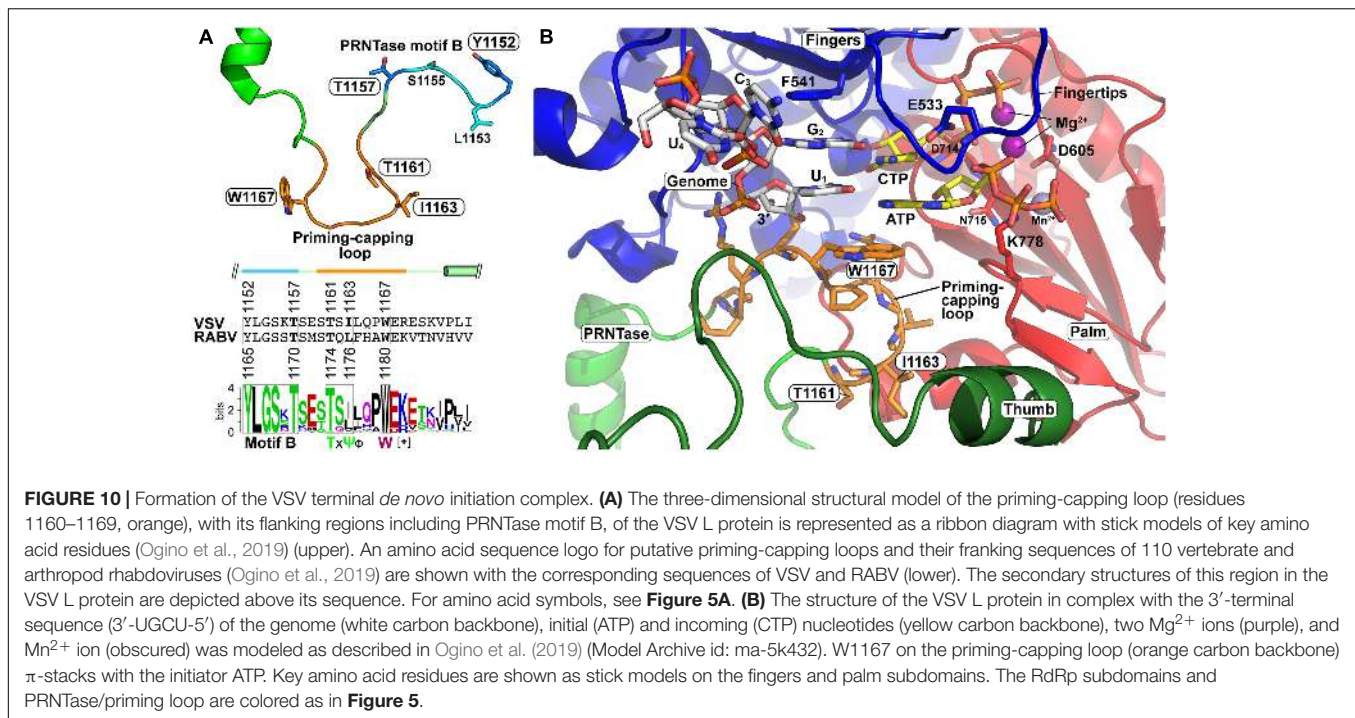 A
PRNTase motif B
Y1152
T1157
S1155
L1153
T1161
W1167
I1163
Priming-capping
loop
1152
1157
1161
1163
1167
VSV YLGSKTSESTSILQPWERESKVPLI
RABV YLGSSTSMSTQLFHAWEKVTNVHVV
1165
1170
1174
1176
1180
bits
4
2
0
Motif B TxΨΦ W [+]
B
Fingers
C3
F541
Fingertips
E533
Mg2+
G2
D714
D605
U4
CTP
Genome
U1
ATP
N715
Mn2+
3'
K778
W1167
Priming-
capping
loop
PRNTase
Palm
I1163
T1161
Thumb
FIGURE 10 | Formation of the VSV terminal de novo initiation complex. (A) The three-dimensional structural model of the priming-capping loop (residues
1160–1169, orange), with its flanking regions including PRNTase motif B, of the VSV L protein is represented as a ribbon diagram with stick models of key amino
acid residues (Ogino et al., 2019) (upper). An amino acid sequence logo for putative priming-capping loops and their franking sequences of 110 vertebrate and
arthropod rhabdoviruses (Ogino et al., 2019) are shown with the corresponding sequences of VSV and RABV (lower). The secondary structures of this region in the
VSV L protein are depicted above its sequence. For amino acid symbols, see Figure 5A. (B) The structure of the VSV L protein in complex with the 3′-terminal
sequence (3′-UGCU-5′) of the genome (white carbon backbone), initial (ATP) and incoming (CTP) nucleotides (yellow carbon backbone), two Mg2+ ions (purple), and
Mn2+ ion (obscured) was modeled as described in Ogino et al. (2019) (Model Archive id: ma-5k432). W1167 on the priming-capping loop (orange carbon backbone)
π-stacks with the initiator ATP. Key amino acid residues are shown as stick models on the fingers and palm subdomains. The RdRp subdomains and
PRNTase/priming loop are colored as in Figure 5.